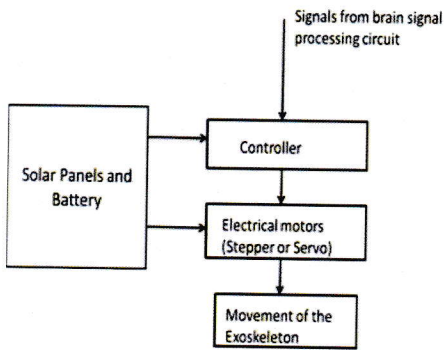 Signals from brain signal
processing circuit
Controller
Solar Panels and
Battery
Electrical motors
(Stepper or Servo)
Movement of the
Exoskeleton